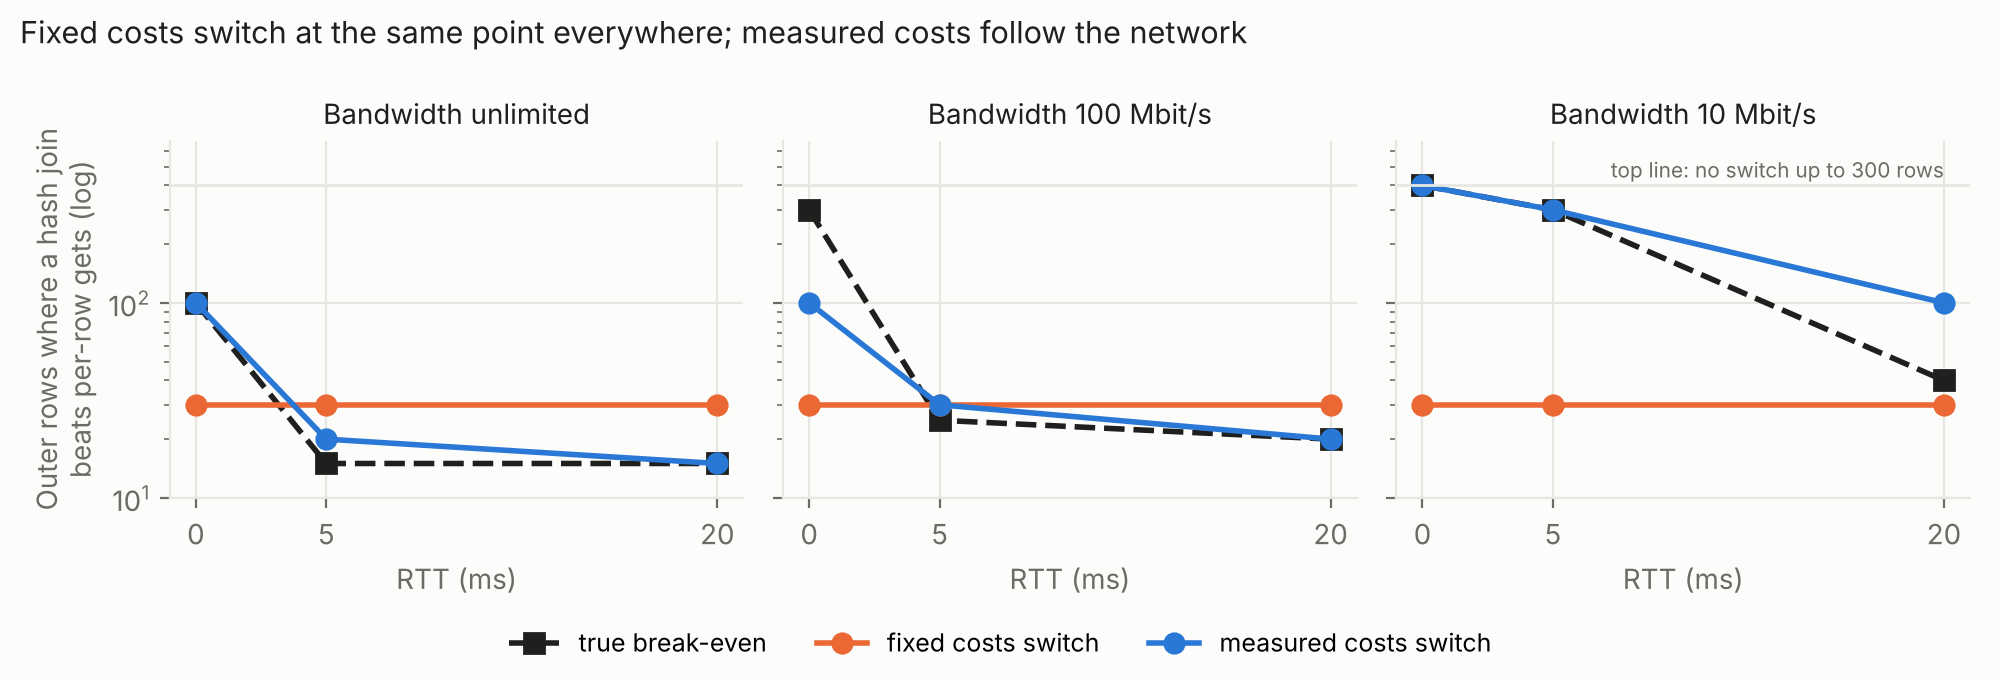 Fixed costs switch at the same point everywhere; measured costs follow the network
Bandwidth unlimited
Bandwidth 100 Mbit/s
Bandwidth 10 Mbit/s
Outer rows where a hash join
beats per-row gets (log)
top line: no switch up to 300 rows
10²
10¹
0 5 20
0 5 20
0 5 20
RTT (ms)
RTT (ms)
RTT (ms)
true break-even
fixed costs switch
measured costs switch